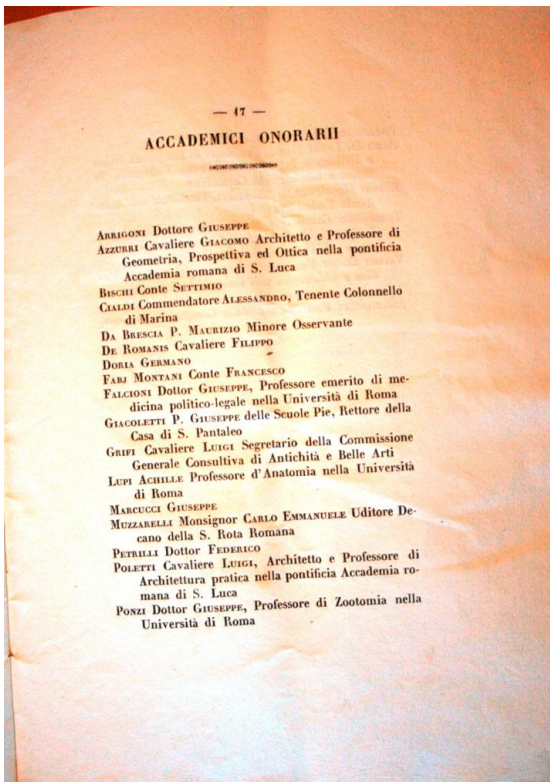 — 17 —
ACCADEMICI ONORARII
ARRIGONI Dottore GIUSEPPE
AZZURRI Cavaliere GIACOMO Architetto e Professore di
Geometria, Prospettiva ed Ottica nella pontificia
Accademia romana di S. Luca
BISCHI Conte SETTIMIO
CIALDI Commendatore ALESSANDRO, Tenente Colonnello
di Marina
DA BRESCIA P. MAURIZIO Minore Osservante
DE ROMANIS Cavaliere FILIPPO
DORIA GERMANO
FABJ MONTANI Conte FRANCESCO
FALCIONI Dottor GIUSEPPE, Professore emerito di me-
dicina politico-legale nella Università di Roma
GIACOLETTI P. GIUSEPPE delle Scuole Pie, Rettore della
Casa di S. Pantaleo
GRIFI Cavaliere LUIGI Segretario della Commissione
Generale Consultiva di Antichità e Belle Arti
LUPI ACHILLE Professore d'Anatomia nella Università
di Roma
MARCUCCI GIUSEPPE
MUZZARELLI Monsignor CARLO EMMANUELE Uditore De-
cano della S. Rota Romana
PETRILLI Dottor FEDERICO
POLETTI Cavaliere LUIGI, Architetto e Professore di
Architettura pratica nella pontificia Accademia ro-
mana di S. Luca
PONZI Dottor GIUSEPPE, Professore di Zootomia nella
Università di Roma